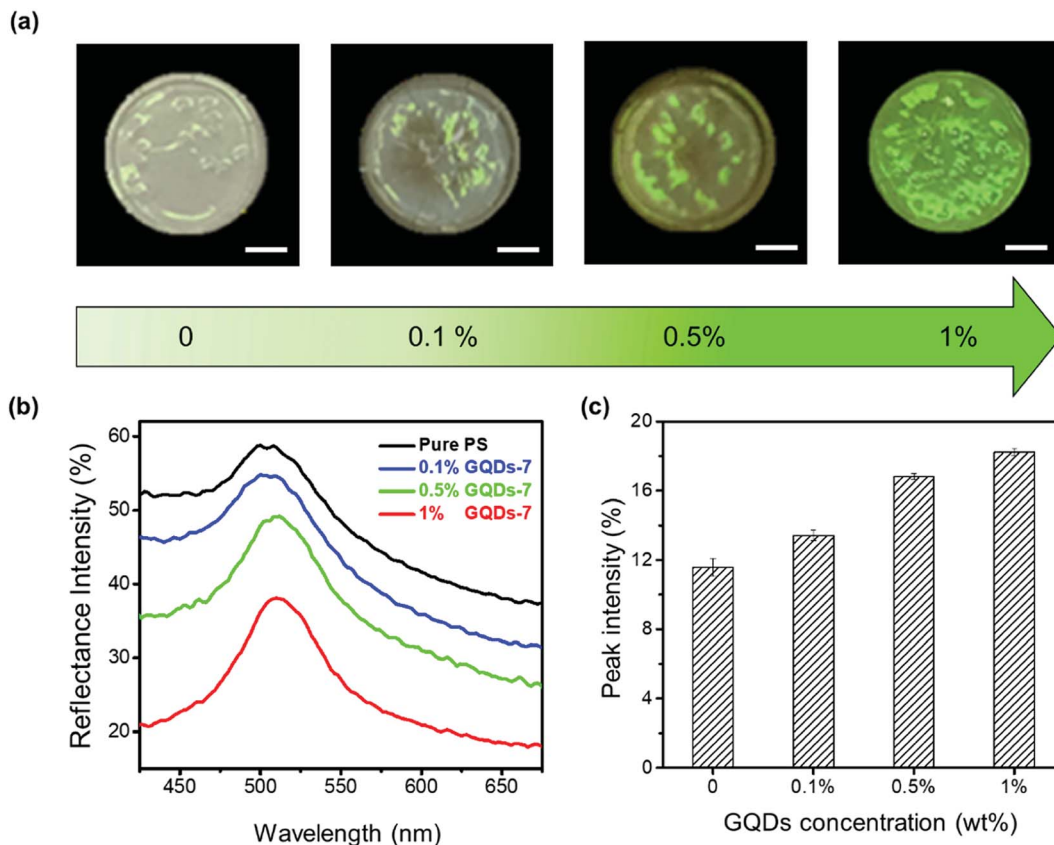 (a)
0 0.1 % 0.5% 1%
(b)
Reflectance Intensity (%)
60
50
40
30
20
Pure PS
0.1% GQDs-7
0.5% GQDs-7
1% GQDs-7
450 500 550 600 650
Wavelength (nm)
(c)
Peak intensity (%)
20
16
12
8
4
0
0 0.1% 0.5% 1%
GQDs concentration (wt%)